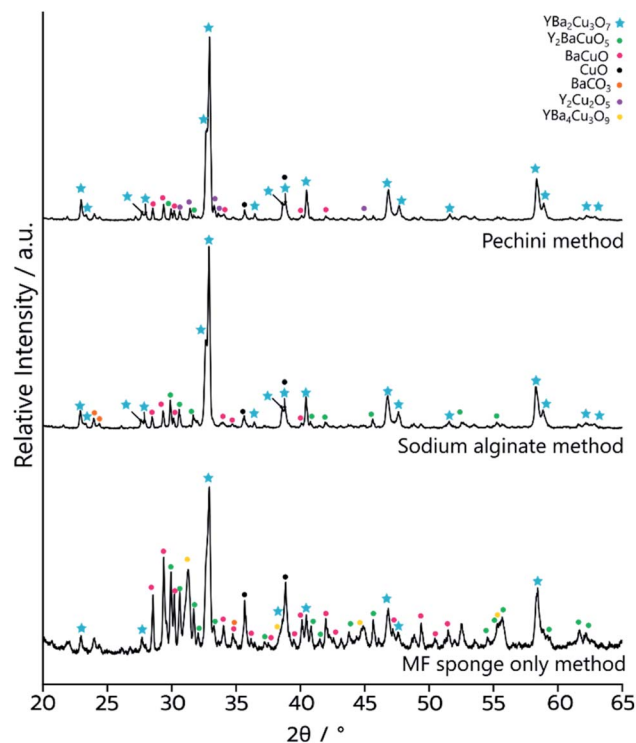 YBa₂Cu₃O₇
Y₂BaCuO₅
BaCuO
CuO
BaCO₃
Y₂Cu₂O₅
YBa₄Cu₃O₉
Pechini method
Sodium alginate method
MF sponge only method
Relative Intensity / a.u.
20 25 30 35 40 45 50 55 60 65
2θ / °